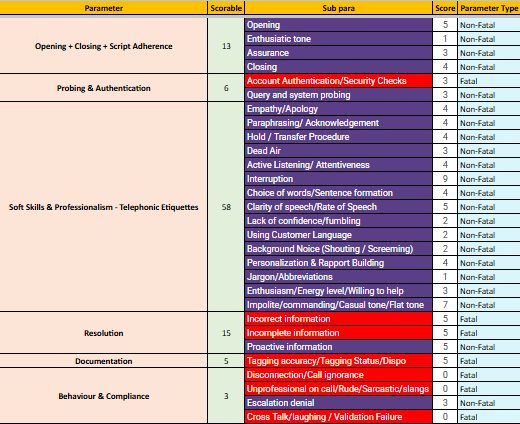 Parameter Scorable Sub para Score Parameter Type
Opening + Closing + Script Adherence 13 Opening 5 Non-Fatal
Enthusiatic tone 1 Non-Fatal
Assurance 3 Non-Fatal
Closing 4 Non-Fatal
Probing & Authentication 6 Account Authentication/Security Checks 3 Fatal
Query and system probing 3 Non-Fatal
Soft Skills & Professionalism - Telephonic Etiquettes 58 Empathy/Apology 4 Non-Fatal
Paraphrasing/ Acknowledgement 4 Non-Fatal
Hold / Transfer Procedure 4 Non-Fatal
Dead Air 3 Non-Fatal
Active Listening/ Attentiveness 4 Non-Fatal
Interruption 9 Non-Fatal
Choice of words/Sentence formation 4 Non-Fatal
Clarity of speech/Rate of Speech 5 Non-Fatal
Lack of confidence/fumbling 2 Non-Fatal
Using Customer Language 2 Non-Fatal
Background Noice (Shouting / Screeming) 2 Non-Fatal
Personalization & Rapport Building 4 Non-Fatal
Jargon/Abbreviations 1 Non-Fatal
Enthusiasm/Energy level/Willing to help 3 Non-Fatal
Impolite/commanding/Casual tone/Flat tone 7 Non-Fatal
Resolution 15 Incorrect information 5 Fatal
Incomplete information 5 Fatal
Proactive information 5 Non-Fatal
Documentation 5 Tagging accuracy/Tagging Status/Dispo 5 Fatal
Behaviour & Compliance 3 Disconnection/Call ignorance 0 Fatal
Unprofessional on call/Rude/Sarcastic/slangs 0 Fatal
Escalation denial 3 Non-Fatal
Cross Talk/laughing / Validation Failure 0 Fatal